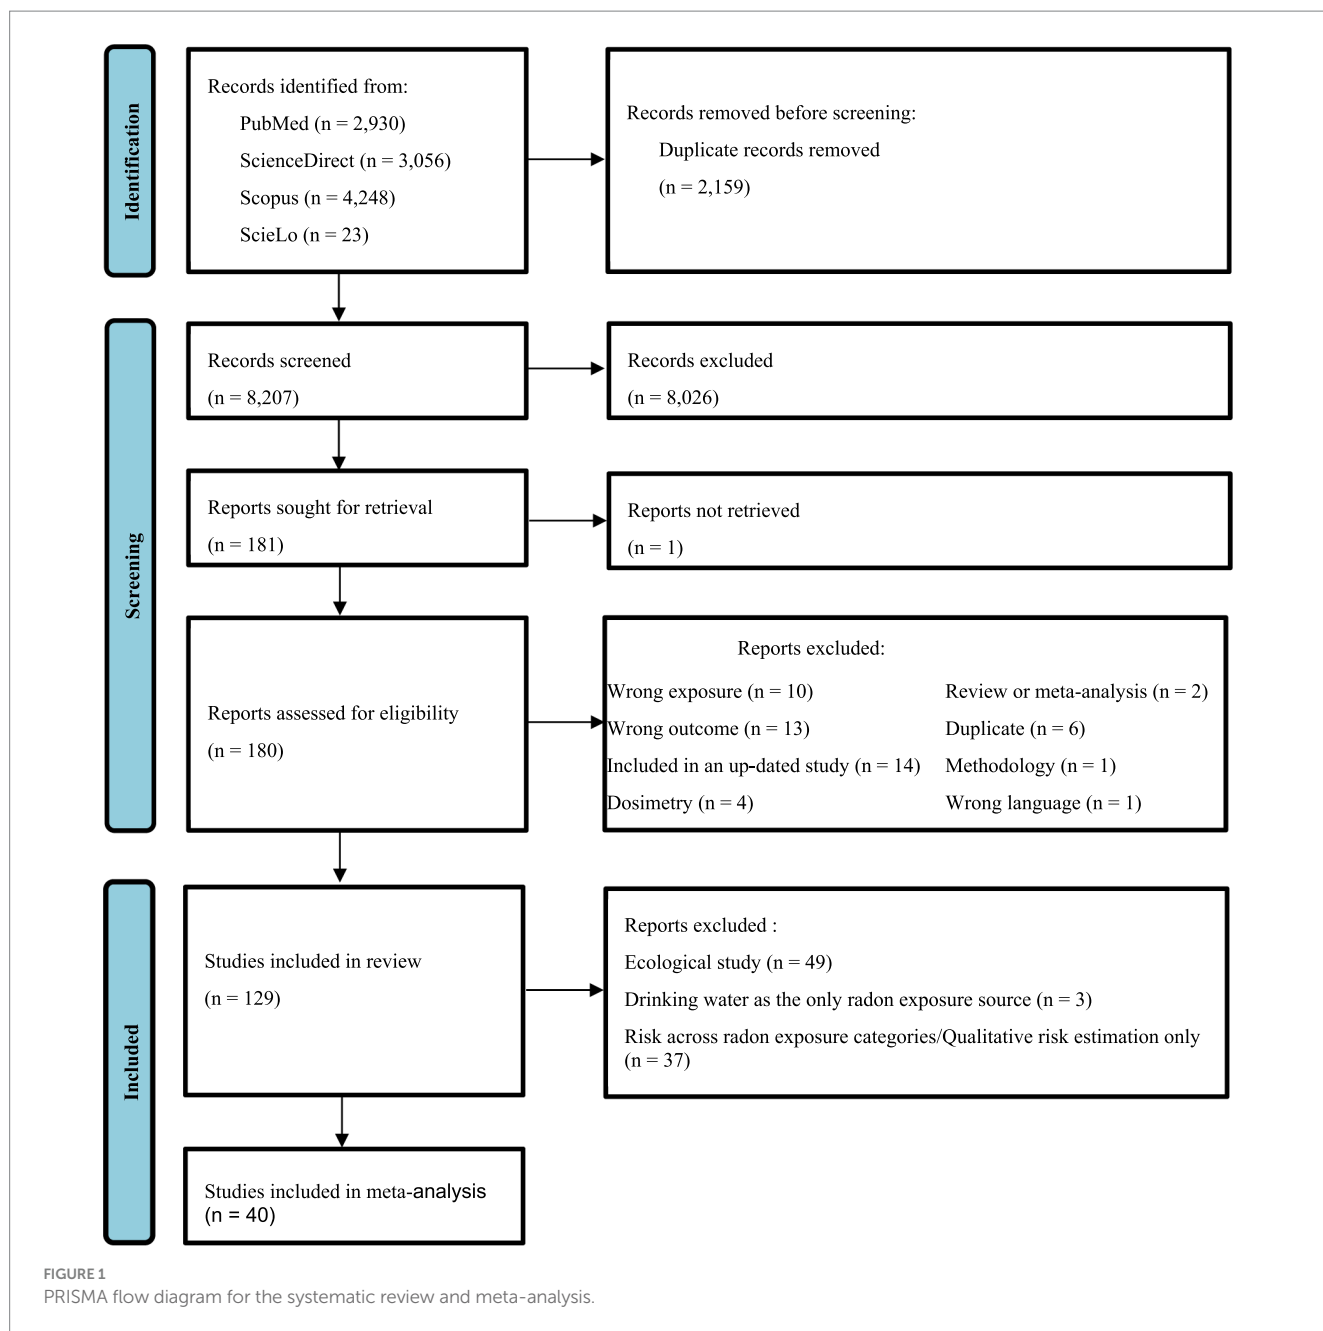 Identification
Records identified from:
PubMed (n = 2,930)
ScienceDirect (n = 3,056)
Scopus (n = 4,248)
ScieLo (n = 23)
Records removed before screening:
Duplicate records removed
(n = 2,159)
Screening
Records screened
(n = 8,207)
Records excluded
(n = 8,026)
Reports sought for retrieval
(n = 181)
Reports not retrieved
(n = 1)
Reports assessed for eligibility
(n = 180)
Reports excluded:
Wrong exposure (n = 10)
Wrong outcome (n = 13)
Included in an up-dated study (n = 14)
Dosimetry (n = 4)
Review or meta-analysis (n = 2)
Duplicate (n = 6)
Methodology (n = 1)
Wrong language (n = 1)
Included
Studies included in review
(n = 129)
Reports excluded :
Ecological study (n = 49)
Drinking water as the only radon exposure source (n = 3)
Risk across radon exposure categories/Qualitative risk estimation only
(n = 37)
Studies included in meta-analysis
(n = 40)
FIGURE 1
PRISMA flow diagram for the systematic review and meta-analysis.